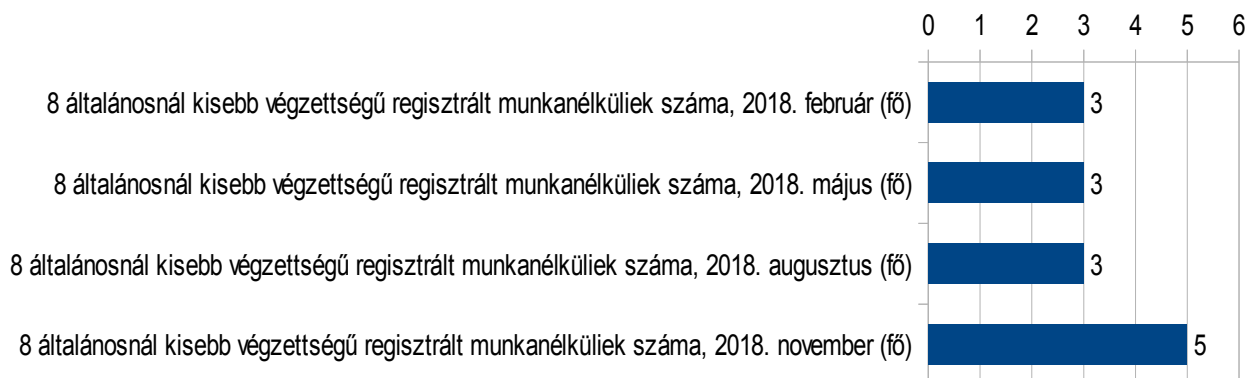 0 1 2 3 4 5 6
8 általánosnál kisebb végzettségű regisztrált munkanélküliek száma, 2018. február (fő) 3
8 általánosnál kisebb végzettségű regisztrált munkanélküliek száma, 2018. május (fő) 3
8 általánosnál kisebb végzettségű regisztrált munkanélküliek száma, 2018. augusztus (fő) 3
8 általánosnál kisebb végzettségű regisztrált munkanélküliek száma, 2018. november (fő) 5